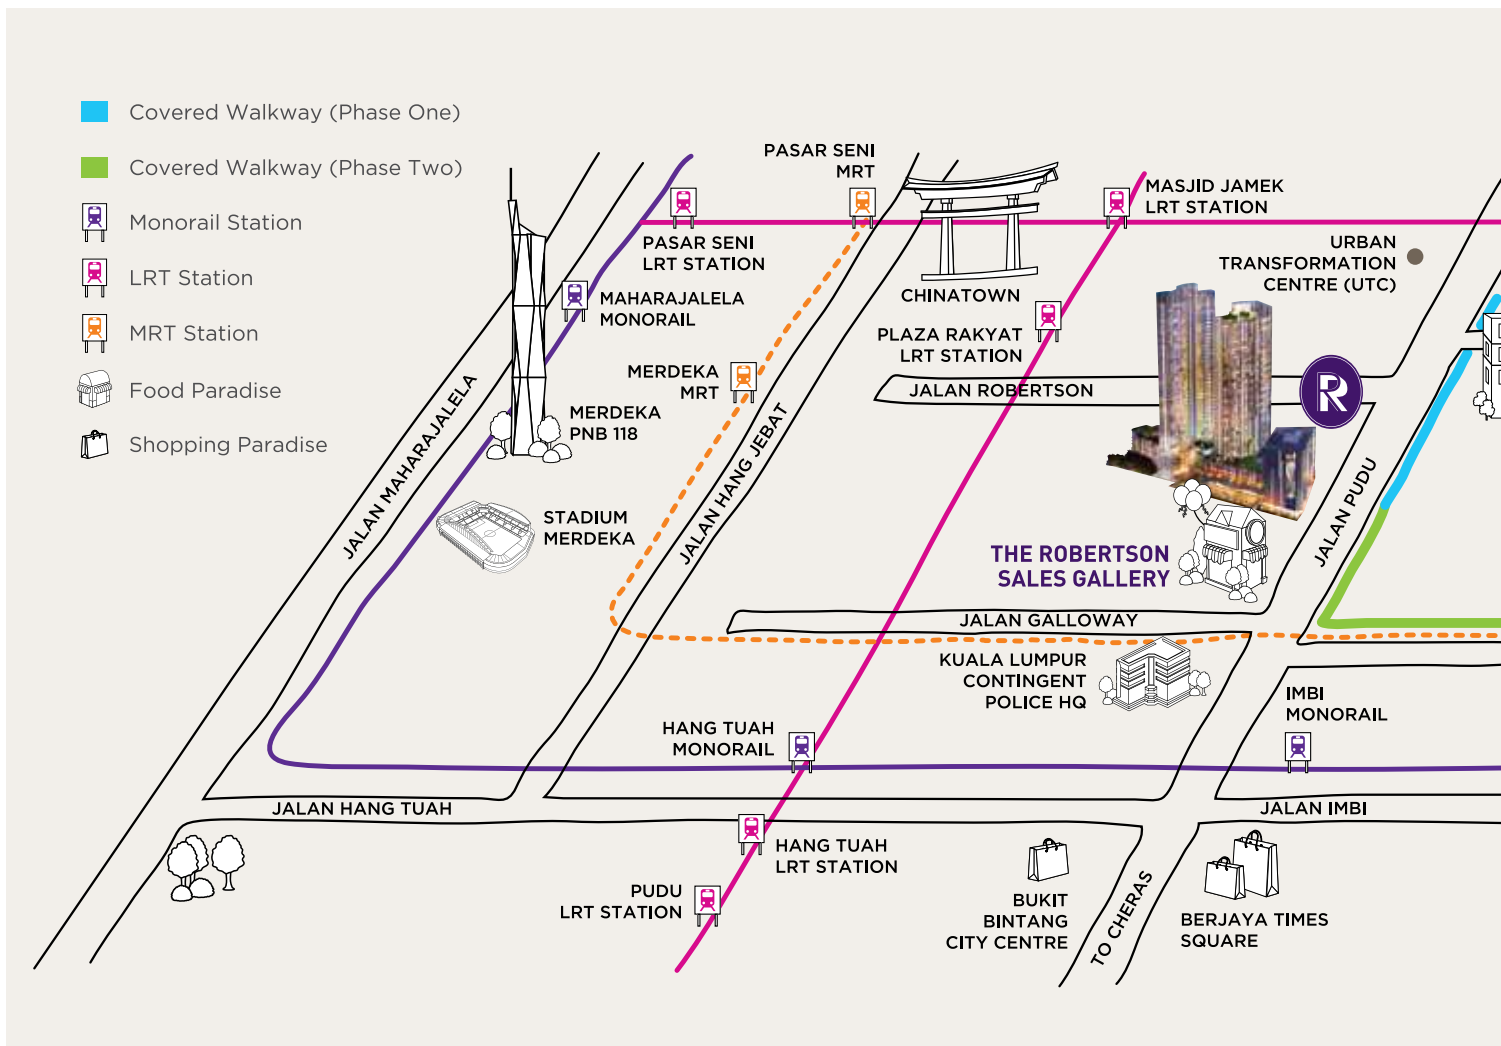 Covered Walkway (Phase One)
Covered Walkway (Phase Two)
Monorail Station
LRT Station
MRT Station
Food Paradise
Shopping Paradise
PASAR SENI
MRT
MASJID JAMEK
LRT STATION
PASAR SENI
LRT STATION
URBAN
TRANSFORMATION
CENTRE (UTC)
MAHARAJALELA
MONORAIL
CHINATOWN
PLAZA RAKYAT
LRT STATION
MERDEKA
MRT
JALAN ROBERTSON
R
MERDEKA
PNB 118
JALAN MAHARAJALELA
JALAN HANG JEBAT
JALAN PUDU
STADIUM
MERDEKA
THE ROBERTSON
SALES GALLERY
JALAN GALLOWAY
KUALA LUMPUR
CONTINGENT
POLICE HQ
IMBI
MONORAIL
HANG TUAH
MONORAIL
JALAN HANG TUAH
JALAN IMBI
HANG TUAH
LRT STATION
PUDU
LRT STATION
BUKIT
BINTANG
CITY CENTRE
TO CHERAS
BERJAYA TIMES
SQUARE